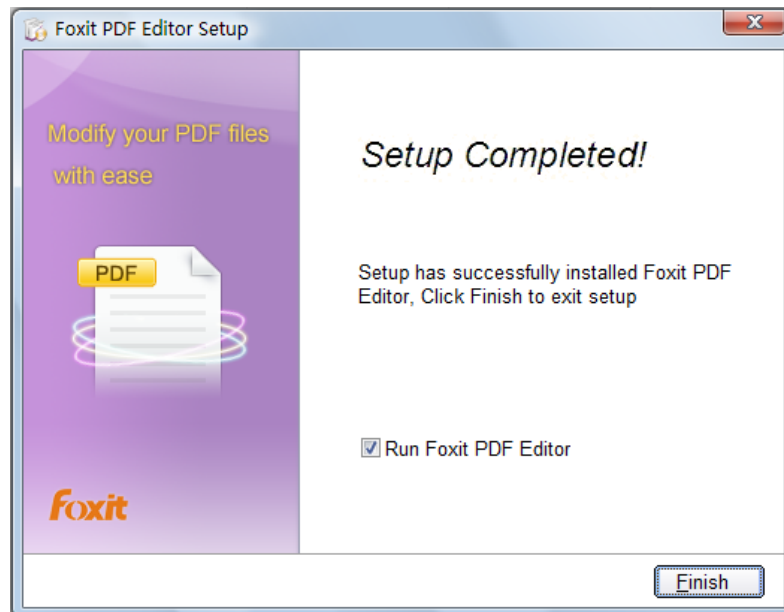 Foxit PDF Editor Setup
Modify your PDF files
with ease
PDF
Foxit
Setup Completed!
Setup has successfully installed Foxit PDF
Editor, Click Finish to exit setup
Run Foxit PDF Editor
Finish